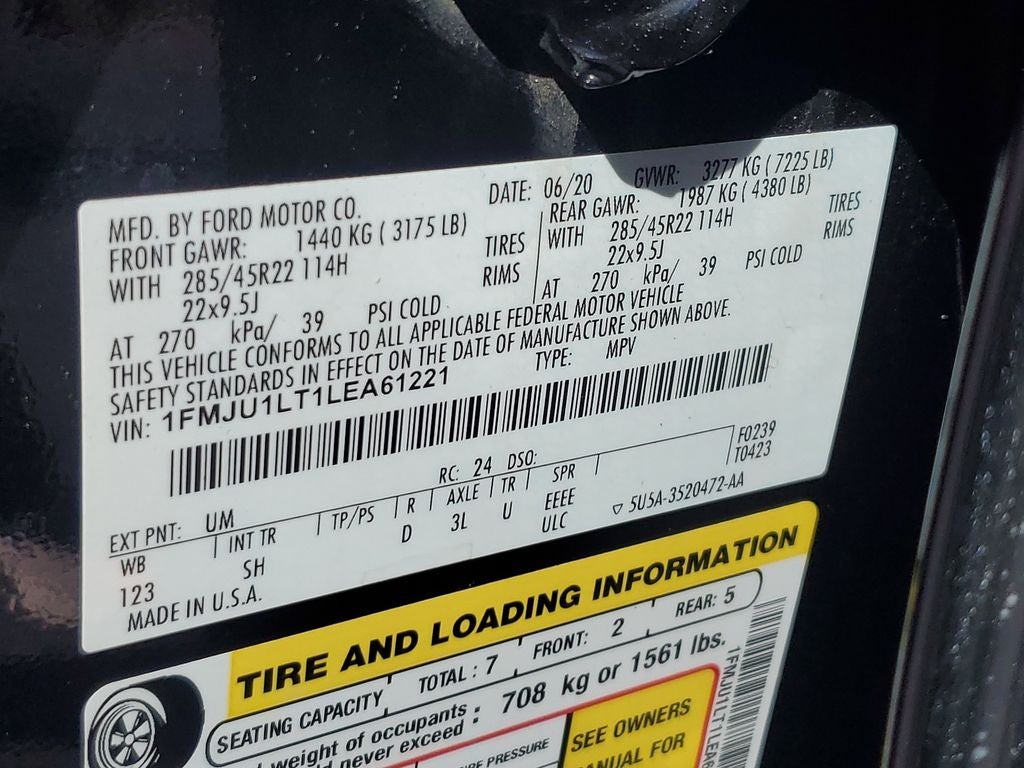 MFD. BY FORD MOTOR CO.
DATE: 06/20 GVWR: 3277 KG ( 7225 LB)
FRONT GAWR: 1440 KG ( 3175 LB)
REAR GAWR: 1987 KG ( 4380 LB)
WITH 285/45R22 114H TIRES
WITH 285/45R22 114H TIRES
22x9.5J RIMS
22x9.5J RIMS
AT 270 kPa/ 39 PSI COLD
AT 270 kPa/ 39 PSI COLD
THIS VEHICLE CONFORMS TO ALL APPLICABLE FEDERAL MOTOR VEHICLE
SAFETY STANDARDS IN EFFECT ON THE DATE OF MANUFACTURE SHOWN ABOVE.
VIN: 1FMJU1LT1LEA61221 TYPE: MPV
F0239
T0423
EXT PNT: UM RC: 24 DSO:
WB INT TR TP/PS R AXLE TR SPR
123 SH D 3L U EEEE
ULC
MADE IN U.S.A.
▽ 5U5A-3520472-AA
TIRE AND LOADING INFORMATION
SEATING CAPACITY TOTAL : 7 FRONT: 2 REAR: 5
weight of occupants : 708 kg or 1561 lbs.
never exceed
PRESSURE
SEE OWNERS
FOR